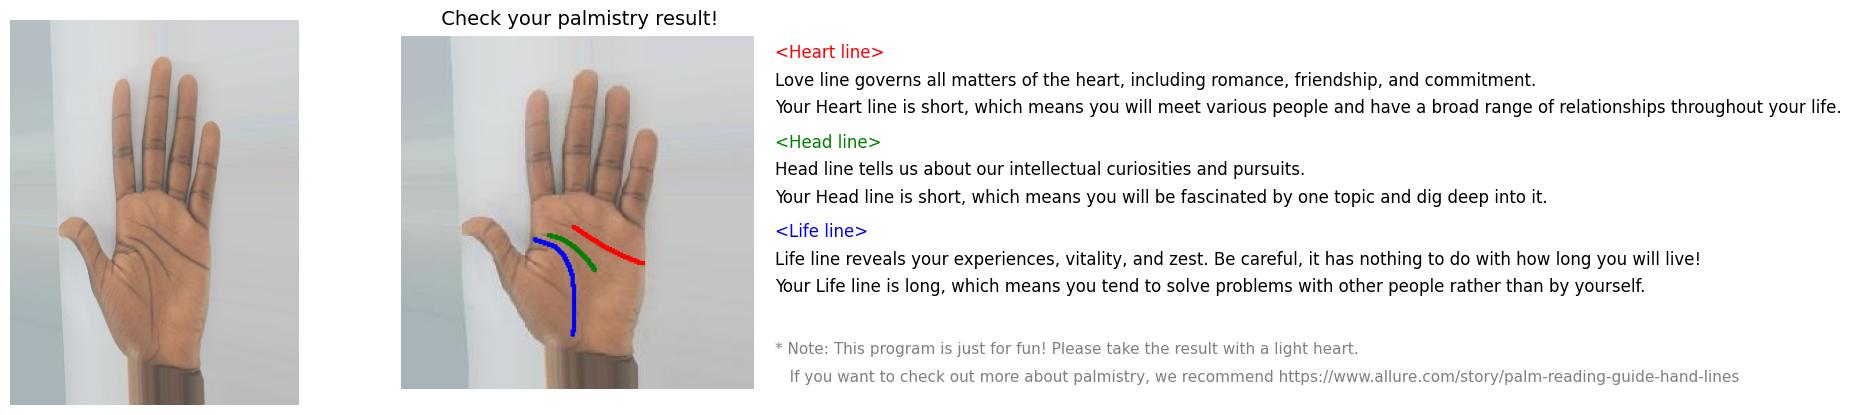 Check your palmistry result!
<Heart line>
Love line governs all matters of the heart, including romance, friendship, and commitment.
Your Heart line is short, which means you will meet various people and have a broad range of relationships throughout your life.
<Head line>
Head line tells us about our intellectual curiosities and pursuits.
Your Head line is short, which means you will be fascinated by one topic and dig deep into it.
<Life line>
Life line reveals your experiences, vitality, and zest. Be careful, it has nothing to do with how long you will live!
Your Life line is long, which means you tend to solve problems with other people rather than by yourself.
* Note: This program is just for fun! Please take the result with a light heart.
If you want to check out more about palmistry, we recommend https://www.allure.com/story/palm-reading-guide-hand-lines